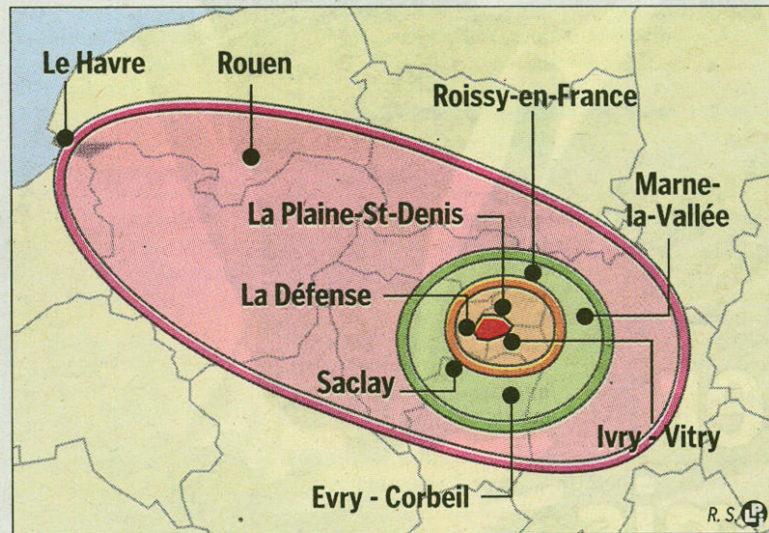 Le Havre
Rouen
Roissy-en-France
Marne-
la-Vallée
La Plaine-St-Denis
La Défense
Saclay
Ivry - Vitry
Evry - Corbeil
R. S. LP